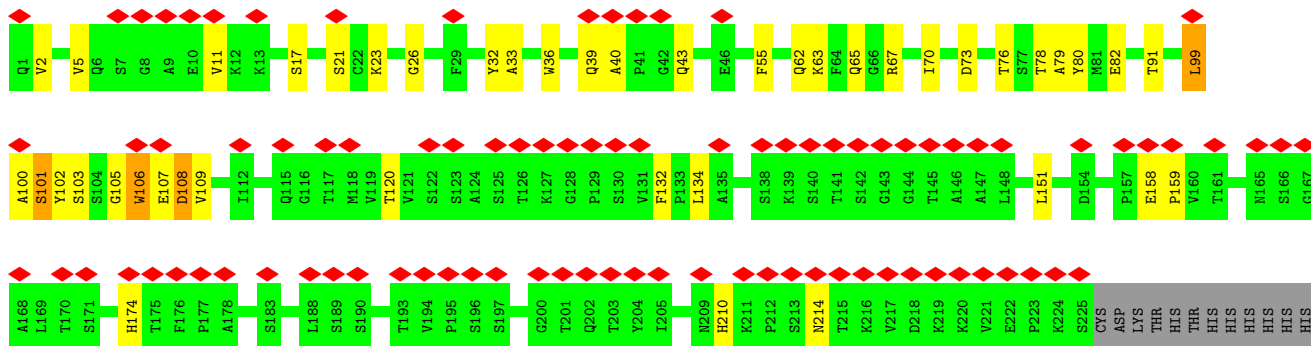 Q1 V2 V5 Q6 S7 G8 A9 E10 V11 K12 K13 S17 S21 C22 K23 G26 F29 Y32 A33 W36 Q39 A40 P41 G42 Q43 E46 F55 Q62 K63 F64 Q65 G66 R67 I70 D73 T76 S77 T78 A79 Y80 M81 E82 T91 L99
A100 S101 Y102 S103 S104 G105 W106 E107 D108 V109 I112 Q115 G116 T117 M118 V119 T120 V121 S122 S123 A124 S125 T126 K127 G128 P129 S130 V131 F132 P133 L134 A135 S138 K139 S140 T141 S142 G143 G144 T145 A146 A147 L148 L151 D154 P157 E158 P159 V160 T161 N165 S166 G167
A168 L169 T170 S171 H174 T175 F176 P177 A178 S183 L188 S189 S190 T193 V194 P195 S196 S197 G200 T201 Q202 T203 Y204 I205 N209 H210 K211 P212 S213 N214 T215 K216 V217 D218 K219 K220 V221 E222 P223 K224 S225 CYS ASP LYS THR HIS THR HIS HIS HIS HIS HIS HIS